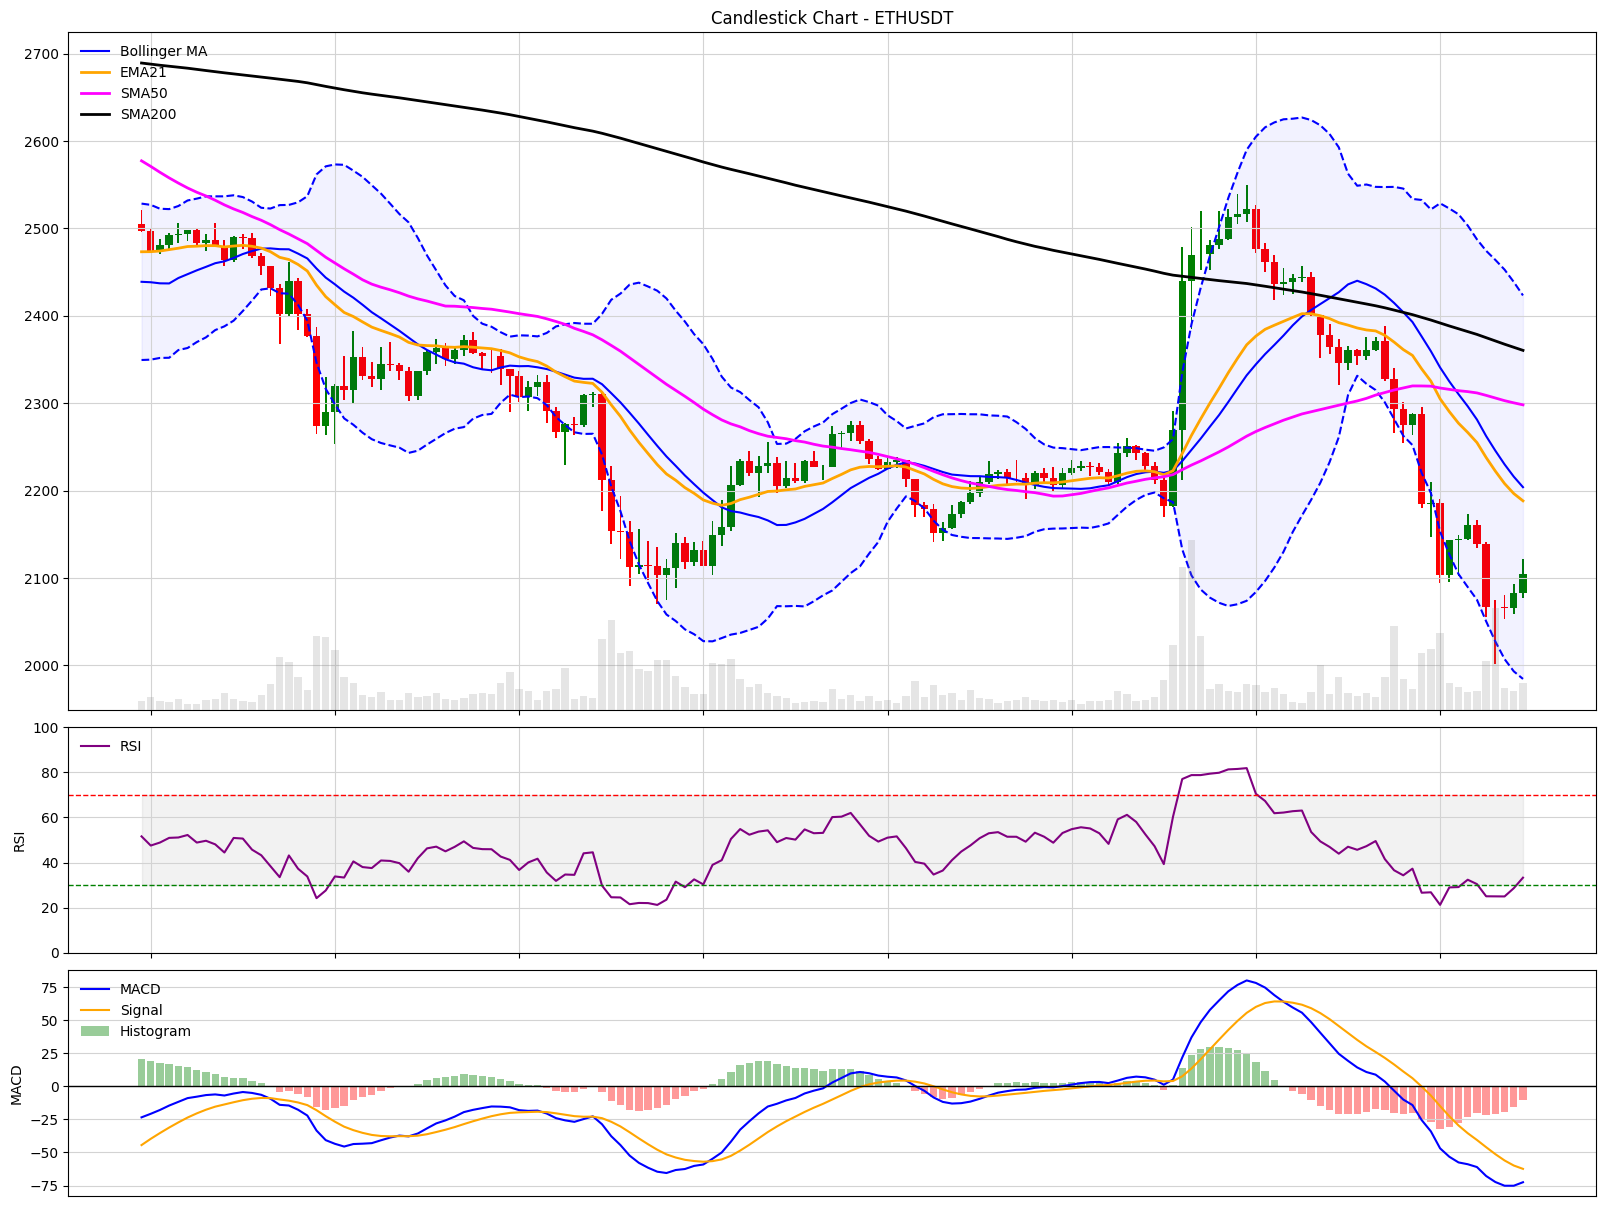 Candlestick Chart - ETHUSDT
2700
2600
2500
2400
2300
2200
2100
2000
Bollinger MA
EMA21
SMA50
SMA200
100
80
60
40
20
0
RSI
RSI
75
50
25
0
−25
−50
−75
MACD
MACD
Signal
Histogram